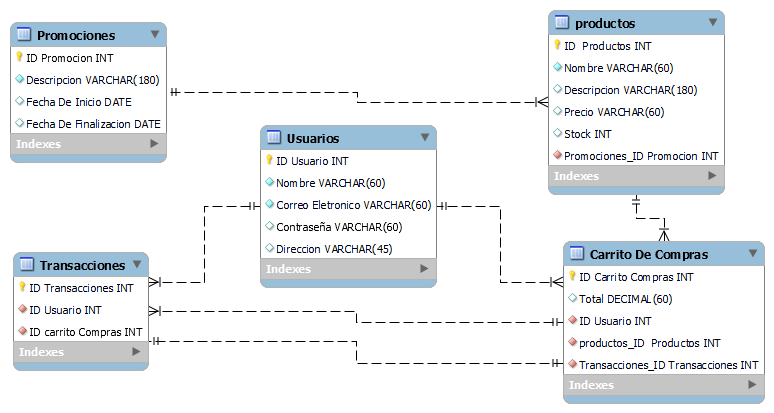 Promociones
ID Promocion INT
Descripcion VARCHAR(180)
Fecha De Inicio DATE
Fecha De Finalizacion DATE
Indexes
productos
ID Productos INT
Nombre VARCHAR(60)
Descripcion VARCHAR(180)
Precio VARCHAR(60)
Stock INT
Promociones_ID Promocion INT
Indexes
Usuarios
ID Usuario INT
Nombre VARCHAR(60)
Correo Eletronico VARCHAR(60)
Contraseña VARCHAR(60)
Direccion VARCHAR(45)
Indexes
Transacciones
ID Transacciones INT
ID Usuario INT
ID carrito Compras INT
Indexes
Carrito De Compras
ID Carrito Compras INT
Total DECIMAL(60)
ID Usuario INT
productos_ID Productos INT
Transacciones_ID Transacciones INT
Indexes